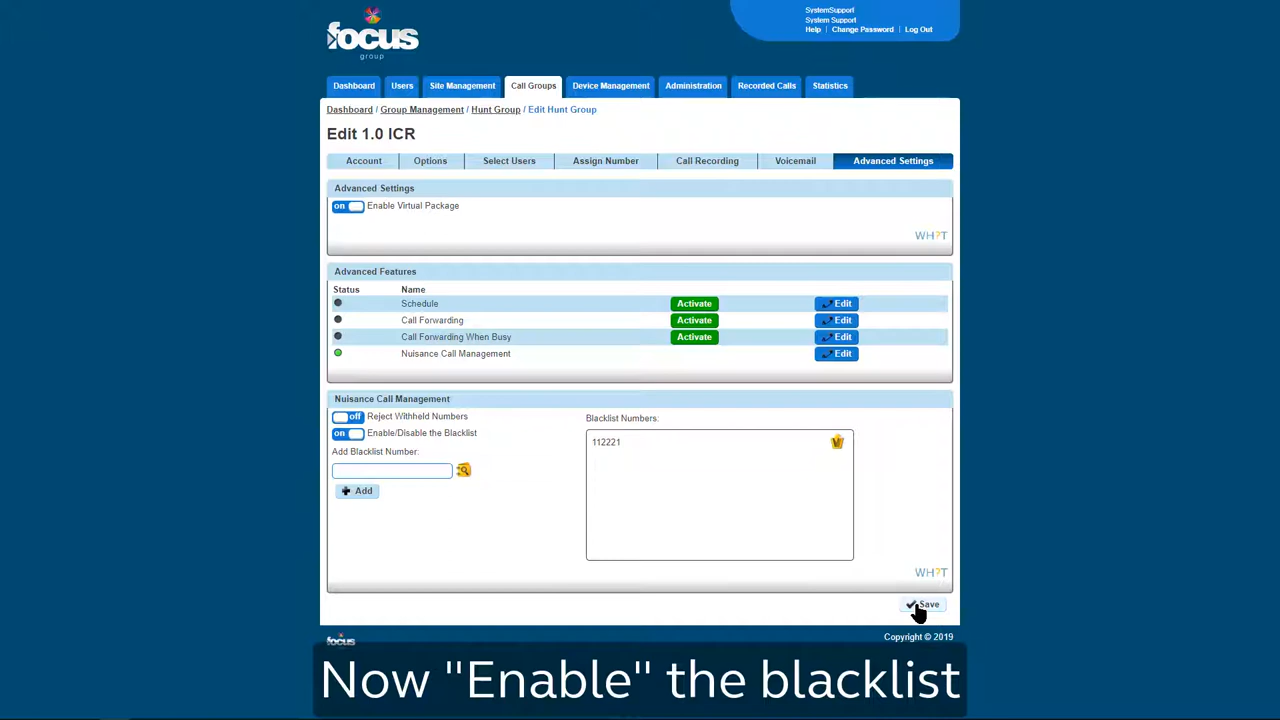 focus
group
SystemSupport
System Support
Help | Change Password | Log Out
Dashboard Users Site Management Call Groups Device Management Administration Recorded Calls Statistics
Dashboard / Group Management / Hunt Group / Edit Hunt Group
Edit 1.0 ICR
Account Options Select Users Assign Number Call Recording Voicemail Advanced Settings
Advanced Settings
on Enable Virtual Package
WH?T
Advanced Features
Status Name
Schedule Activate Edit
Call Forwarding Activate Edit
Call Forwarding When Busy Activate Edit
Nuisance Call Management Edit
Nuisance Call Management
off Reject Withheld Numbers
on Enable/Disable the Blacklist
Add Blacklist Number:
Add
Blacklist Numbers:
112221
WH?T
Save
focus
Copyright © 2019
Now "Enable" the blacklist